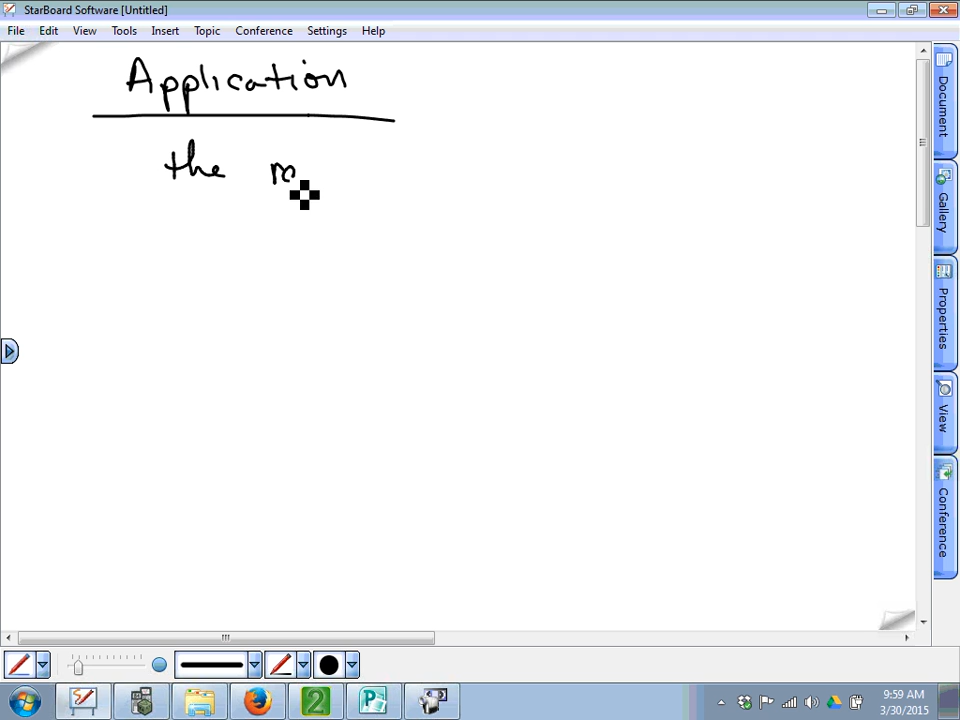 StarBoard Software [Untitled]
File Edit View Tools Insert Topic Conference Settings Help
Application
the
Document
Gallery
Properties
View
Conference
2
9:59 AM
3/30/2015